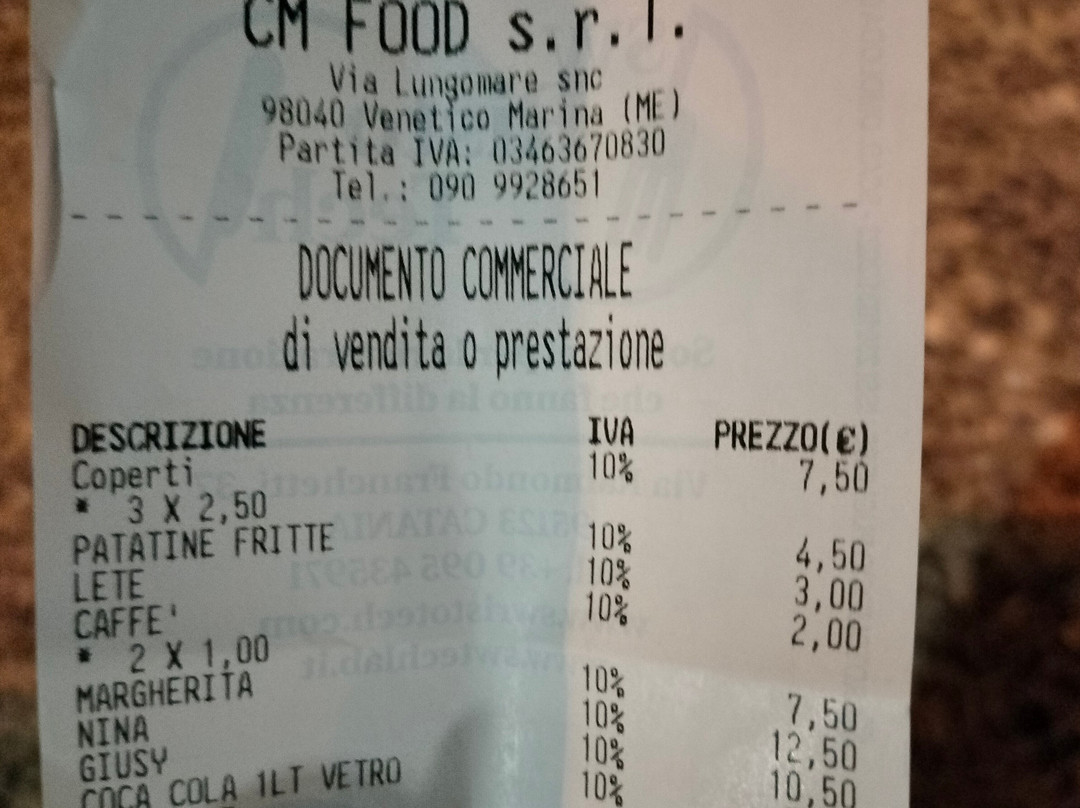 CM FOOD s.r.l.
Via Lungomare snc
98040 Venetico Marina (ME)
Partita IVA: 03463670830
Tel.: 090 9928651
DOCUMENTO COMMERCIALE
di vendita o prestazione
DESCRIZIONE IVA PREZZO(€)
Coperti 10% 7,50
* 3 X 2,50
PATATINE FRITTE 10% 4,50
LETE 10% 3,00
CAFFE' 10% 2,00
* 2 X 1,00
MARGHERITA 10% 7,50
NINA 10% 12,50
GIUSY 10% 10,50
COCA COLA 1LT VETRO 10%